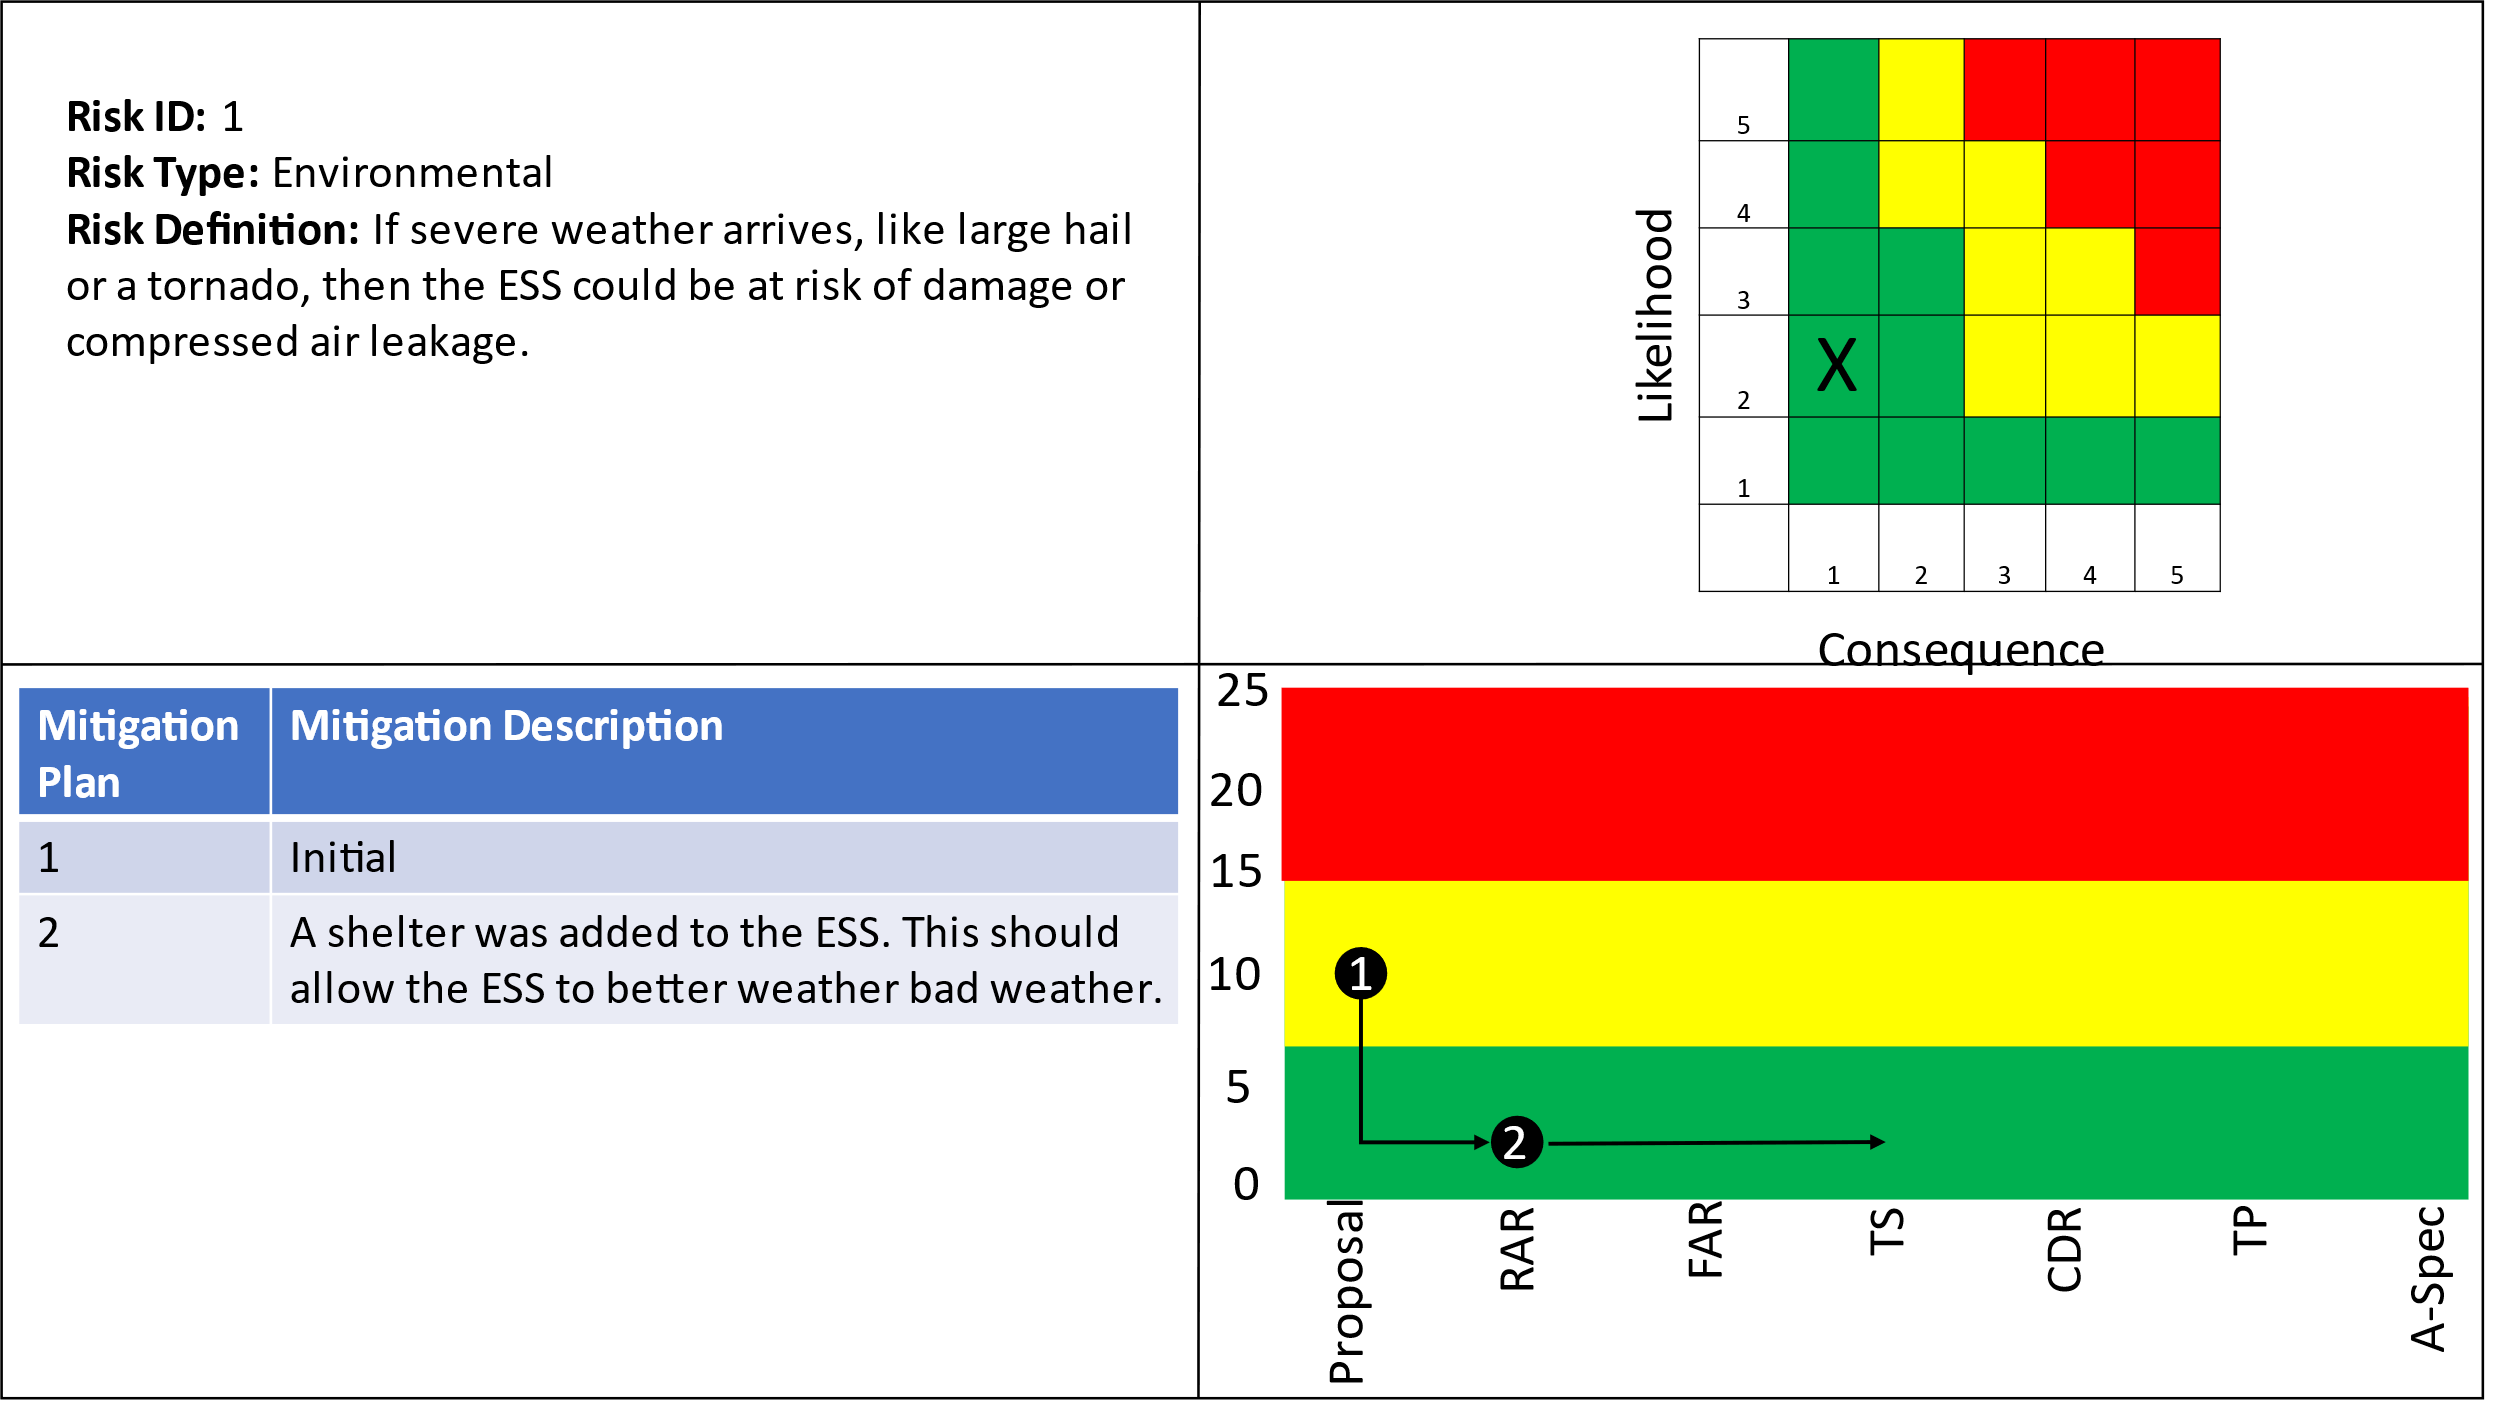 Risk ID: 1
Risk Type: Environmental
Risk Definition: If severe weather arrives, like large hail
or a tornado, then the ESS could be at risk of damage or
compressed air leakage.
Likelihood
5
4
3
2
X
1
1 2 3 4 5
Consequence
Mitigation
Plan
Mitigation Description
1
Initial
2
A shelter was added to the ESS. This should
allow the ESS to better weather bad weather.
25
20
15
10
5
0
1
2
Proposal
RAR
FAR
TS
CDR
TP
A-Spec